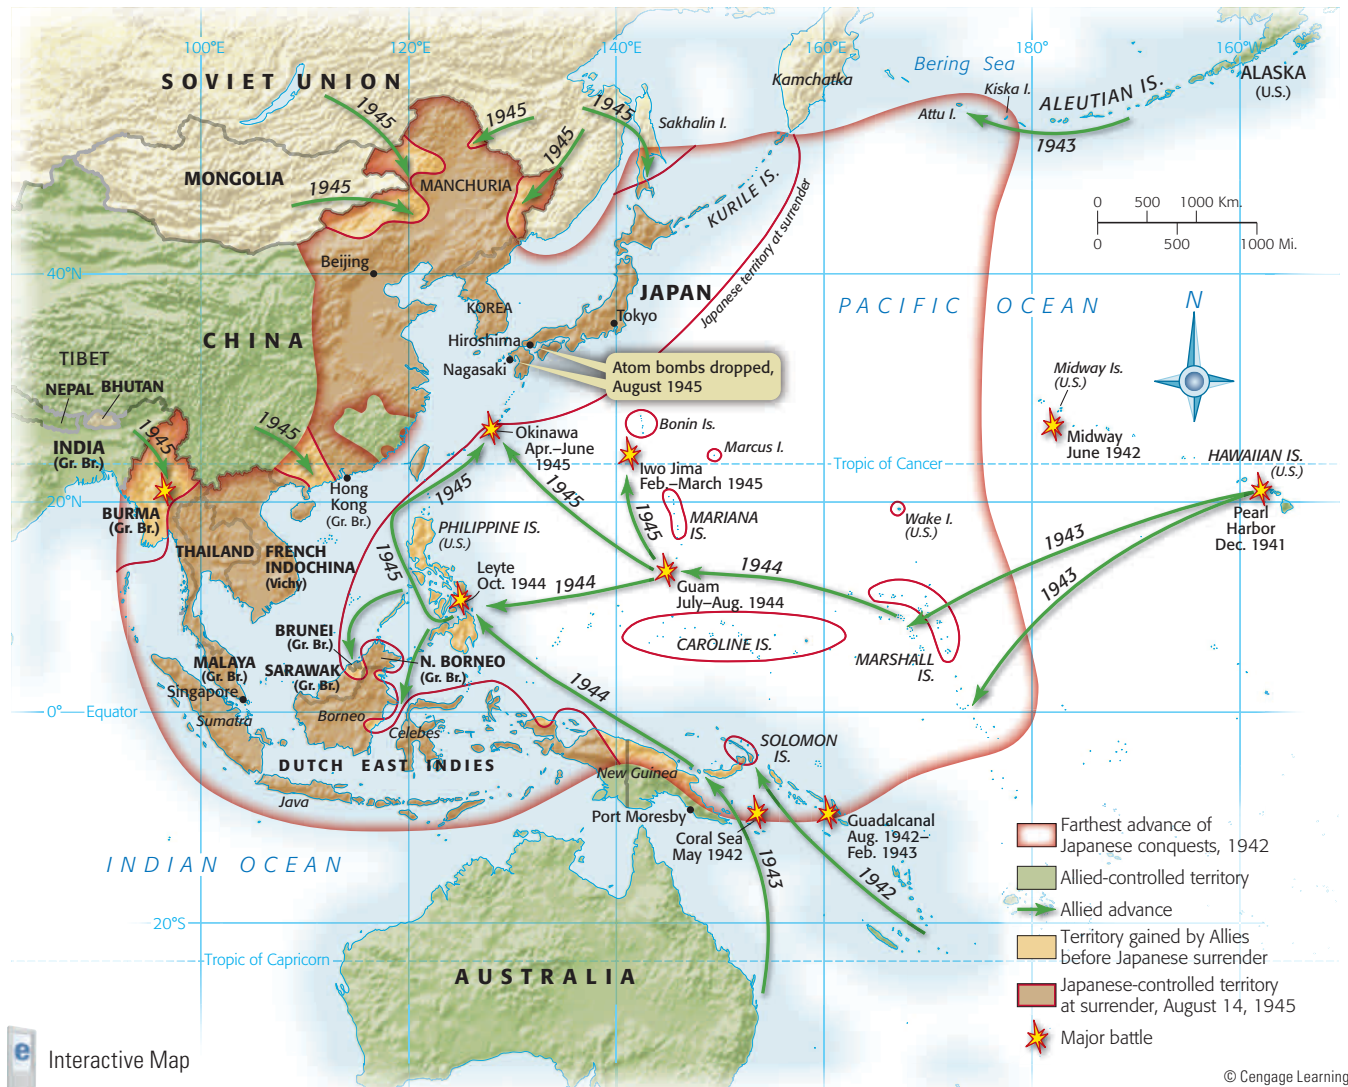 100°E
120°E
140°E
160°E
180°
160°W
SOVIET UNION
Bering Sea
Kamchatka
Kiska I.
ALEUTIAN IS.
ALASKA
(U.S.)
Attu I.
1943
1945
1945
1945
1945
1945
Sakhalin I.
MONGOLIA
MANCHURIA
KURILE IS.
Japanese territory at surrender
0 500 1000 Km.
0 500 1000 Mi.
Beijing
40°N
KOREA
JAPAN
Tokyo
PACIFIC OCEAN
N
CHINA
Hiroshima
Nagasaki
Atom bombs dropped,
August 1945
TIBET
NEPAL
BHUTAN
Midway Is.
(U.S.)
Midway
June 1942
INDIA
(Gr. Br.)
1945
1945
Okinawa
Apr.–June
1945
Bonin Is.
Marcus I.
Iwo Jima
Feb.–March 1945
Tropic of Cancer
HAWAIIAN IS.
(U.S.)
Pearl
Harbor
Dec. 1941
20°N
BURMA
(Gr. Br.)
Hong
Kong
(Gr. Br.)
1945
1945
1945
1945
MARIANA
IS.
Wake I.
(U.S.)
1943
1943
PHILIPPINE IS.
(U.S.)
THAILAND
FRENCH
INDOCHINA
(Vichy)
Leyte
Oct. 1944
1944
1944
Guam
July–Aug. 1944
BRUNEI
(Gr. Br.)
CAROLINE IS.
MARSHALL
IS.
MALAYA
(Gr. Br.)
SARAWAK
(Gr. Br.)
N. BORNEO
(Gr. Br.)
Singapore
Sumatra
Borneo
Celebes
1944
0° Equator
SOLOMON
IS.
DUTCH EAST INDIES
New Guinea
Java
Port Moresby
Coral Sea
May 1942
Guadalcanal
Aug. 1942–
Feb. 1943
INDIAN OCEAN
1943
1942
20°S
Tropic of Capricorn
AUSTRALIA
Farthest advance of
Japanese conquests, 1942
Allied-controlled territory
Allied advance
Territory gained by Allies
before Japanese surrender
Japanese-controlled territory
at surrender, August 14, 1945
Major battle
e
Interactive Map
© Cengage Learning